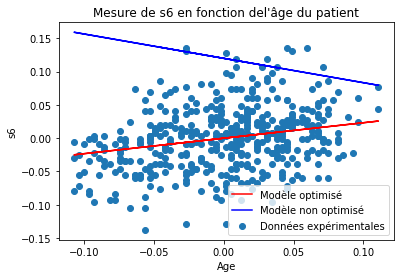 Mesure de s6 en fonction del'âge du patient
0.15
0.10
0.05
0.00
−0.05
−0.10
−0.15
s6
−0.10
−0.05
0.00
0.05
0.10
Age
Modèle optimisé
Modèle non optimisé
Données expérimentales